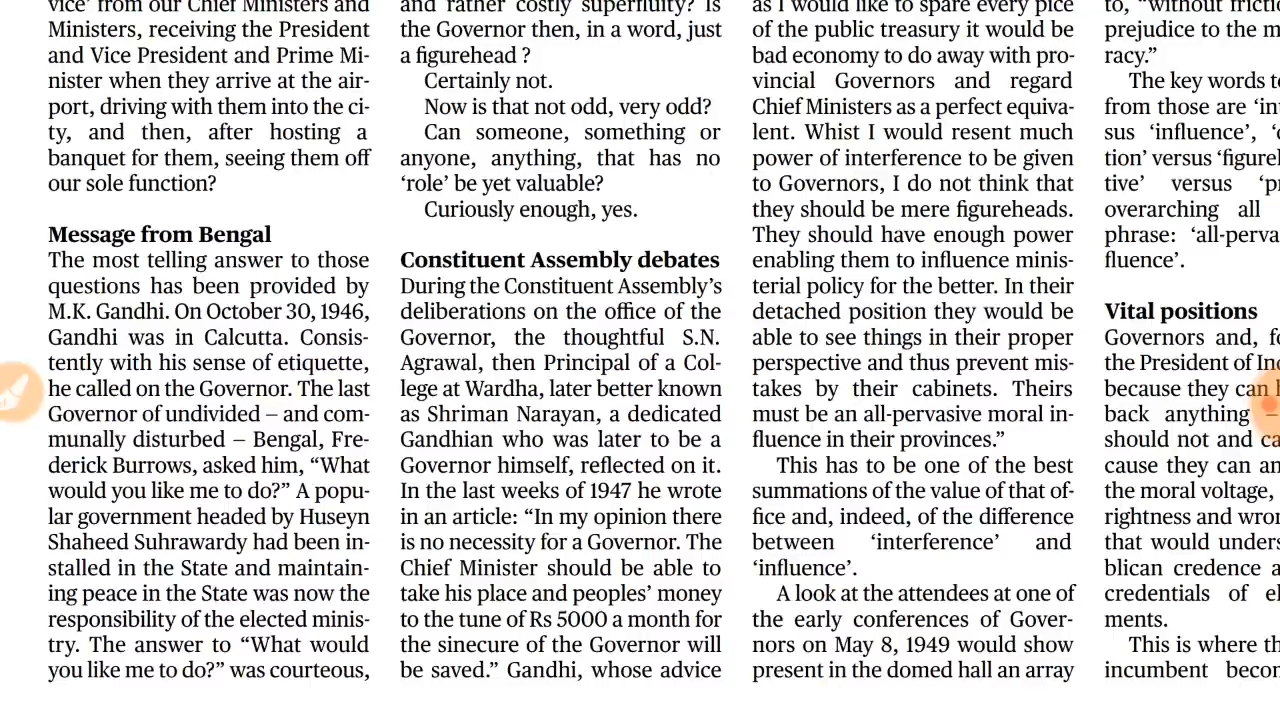 vice’ from our Chief Ministers and
Ministers, receiving the President
and Vice President and Prime Mi-
nister when they arrive at the air-
port, driving with them into the ci-
ty, and then, after hosting a
banquet for them, seeing them off
our sole function?
Message from Bengal
The most telling answer to those
questions has been provided by
M.K. Gandhi. On October 30, 1946,
Gandhi was in Calcutta. Consis-
tently with his sense of etiquette,
he called on the Governor. The last
Governor of undivided – and com-
munally disturbed – Bengal, Fre-
derick Burrows, asked him, “What
would you like me to do?” A popu-
lar government headed by Huseyn
Shaheed Suhrawardy had been in-
stalled in the State and maintain-
ing peace in the State was now the
responsibility of the elected minis-
try. The answer to “What would
you like me to do?” was courteous,
and rather costly superfluity? Is
the Governor then, in a word, just
a figurehead ?
Certainly not.
Now is that not odd, very odd?
Can someone, something or
anyone, anything, that has no
‘role’ be yet valuable?
Curiously enough, yes.
Constituent Assembly debates
During the Constituent Assembly’s
deliberations on the office of the
Governor, the thoughtful S.N.
Agrawal, then Principal of a Col-
lege at Wardha, later better known
as Shriman Narayan, a dedicated
Gandhian who was later to be a
Governor himself, reflected on it.
In the last weeks of 1947 he wrote
in an article: “In my opinion there
is no necessity for a Governor. The
Chief Minister should be able to
take his place and peoples’ money
to the tune of Rs 5000 a month for
the sinecure of the Governor will
be saved.” Gandhi, whose advice
as I would like to spare every pice
of the public treasury it would be
bad economy to do away with pro-
vincial Governors and regard
Chief Ministers as a perfect equiva-
lent. Whist I would resent much
power of interference to be given
to Governors, I do not think that
they should be mere figureheads.
They should have enough power
enabling them to influence minis-
terial policy for the better. In their
detached position they would be
able to see things in their proper
perspective and thus prevent mis-
takes by their cabinets. Theirs
must be an all-pervasive moral in-
fluence in their provinces.”
This has to be one of the best
summations of the value of that of-
fice and, indeed, of the difference
between ‘interference’ and
‘influence’.
A look at the attendees at one of
the early conferences of Gover-
nors on May 8, 1949 would show
present in the domed hall an array
to, “without
prejudice to the
racy.”
The key words
from those are
sus ‘influence’,
tion’ versus
tive’ versus
overarching all
phrase:
fluence’.
Vital positions
Governors and,
the President of
because they can
back anything –
should not and
cause they can
the moral voltage,
rightness and
that would
blican credence
credentials of
ments.
This is where
incumbent